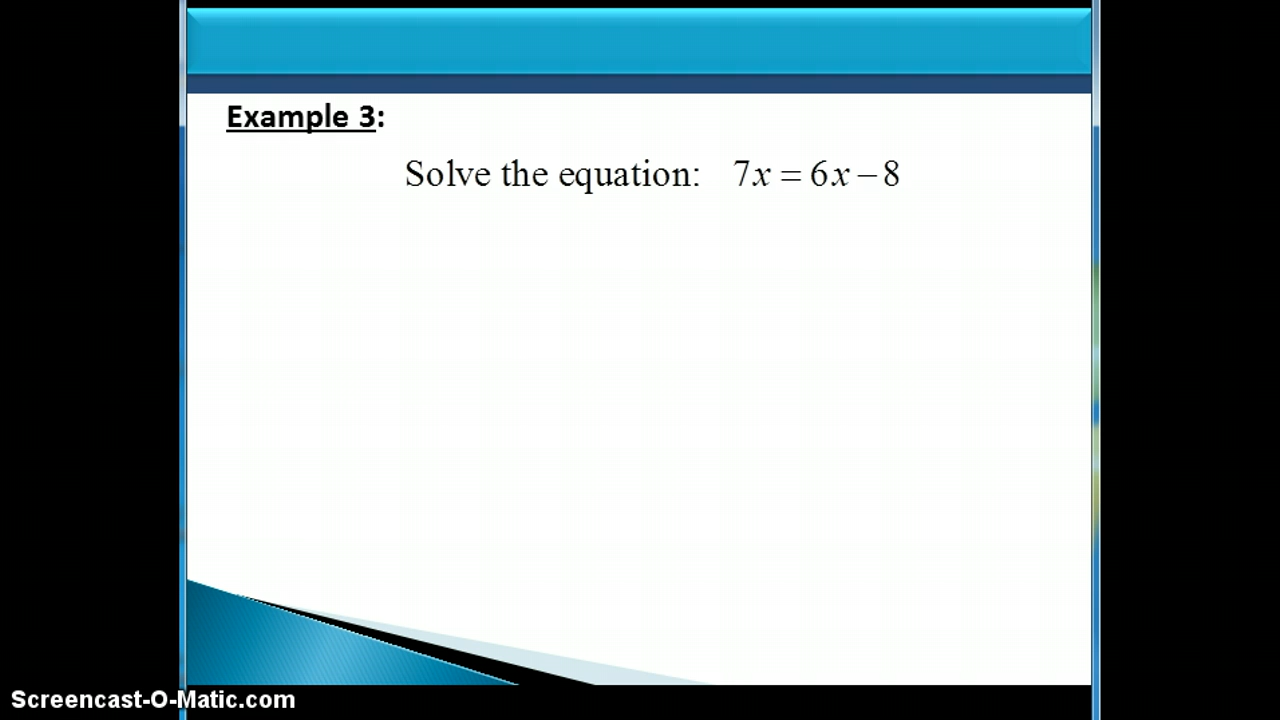 Example 3:
Solve the equation: 7x = 6x − 8
Screencast-O-Matic.com